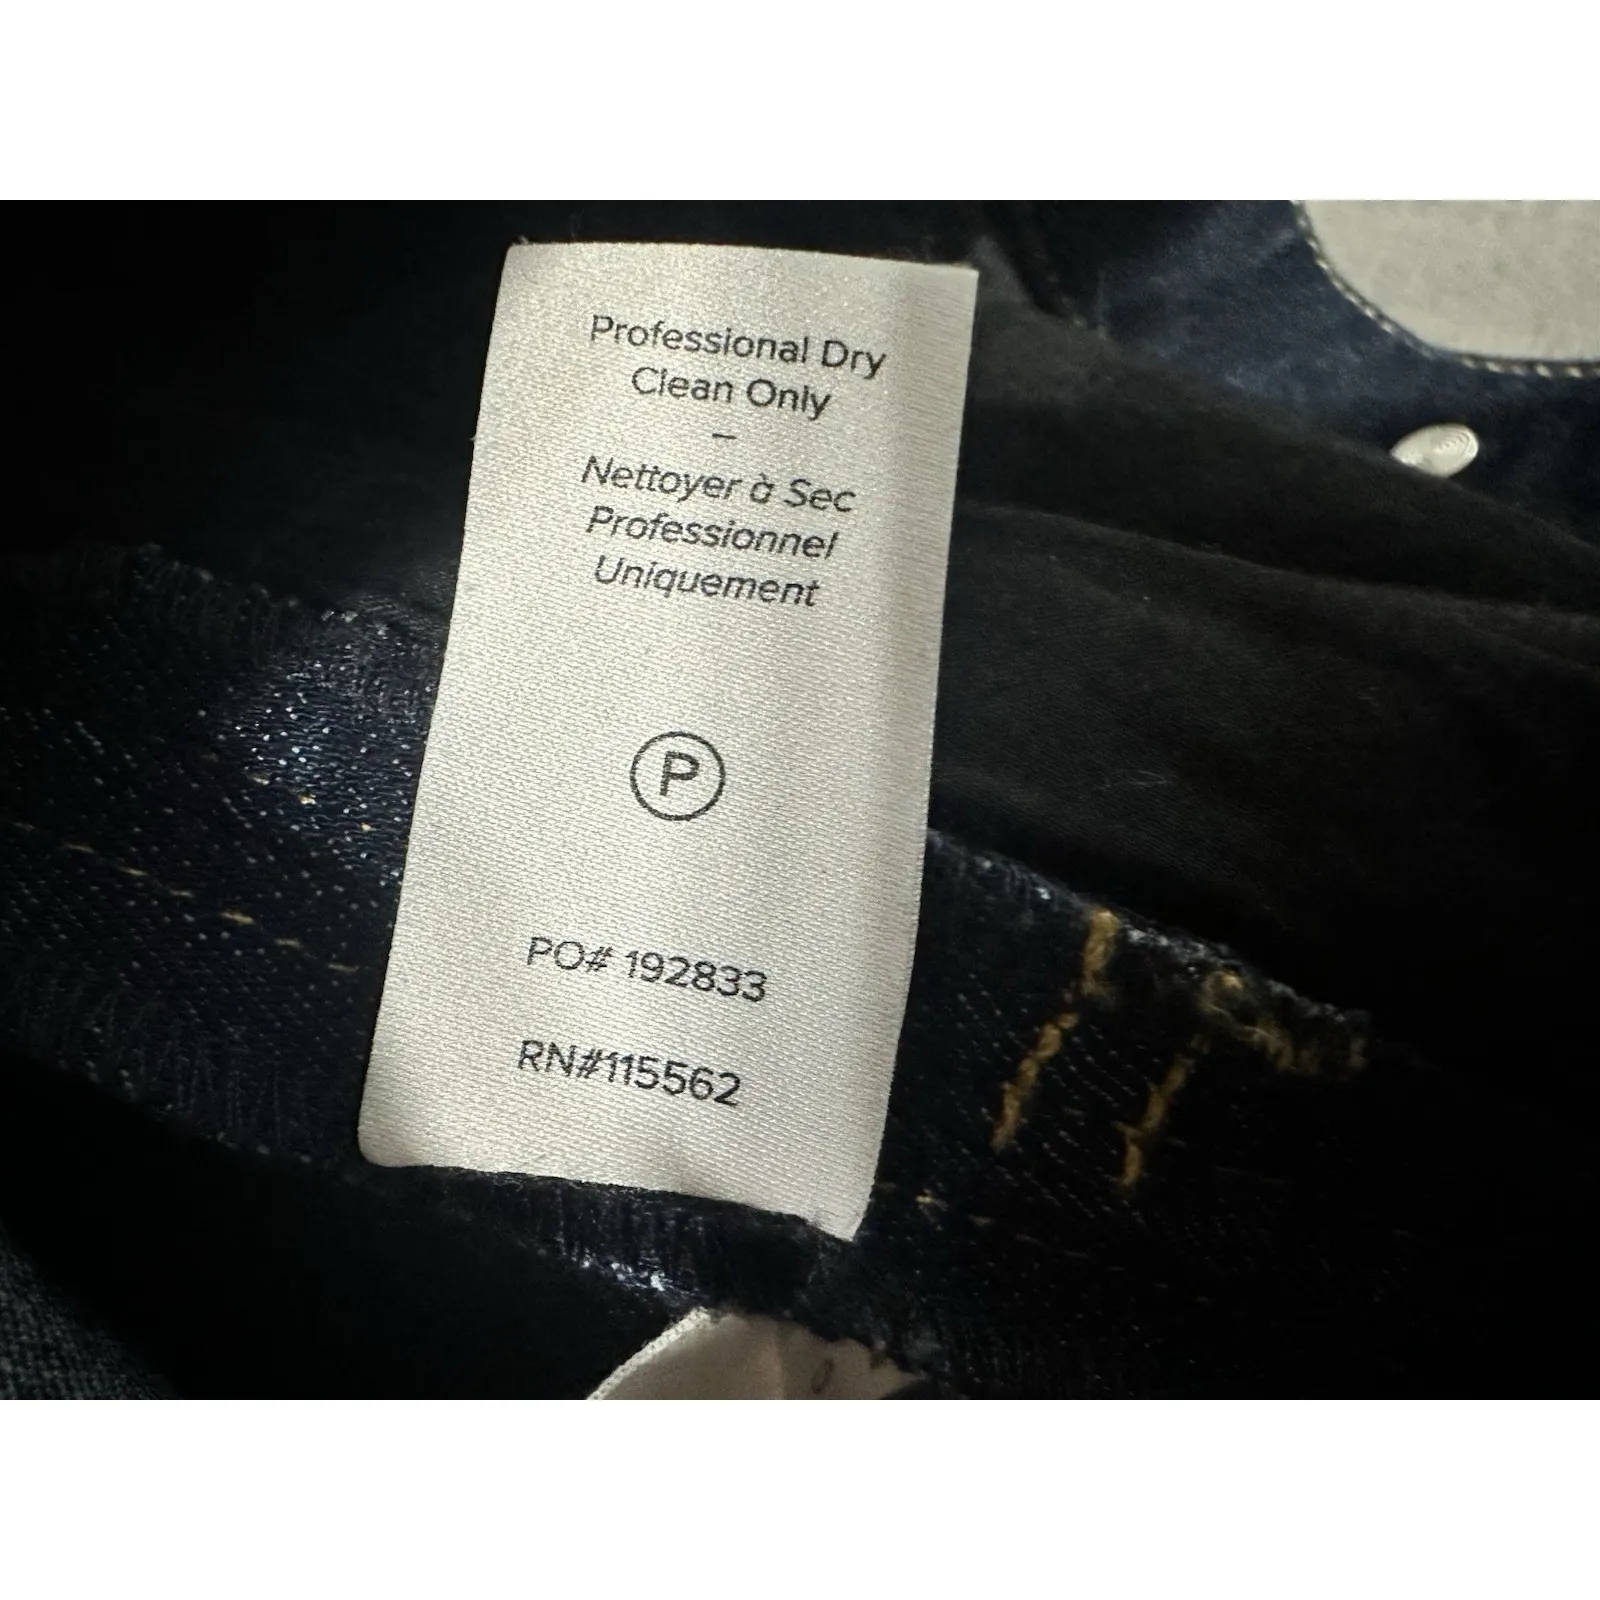 Professional Dry
Clean Only
–
Nettoyer à Sec
Professionnel
Uniquement
P
PO# 192833
RN#115562